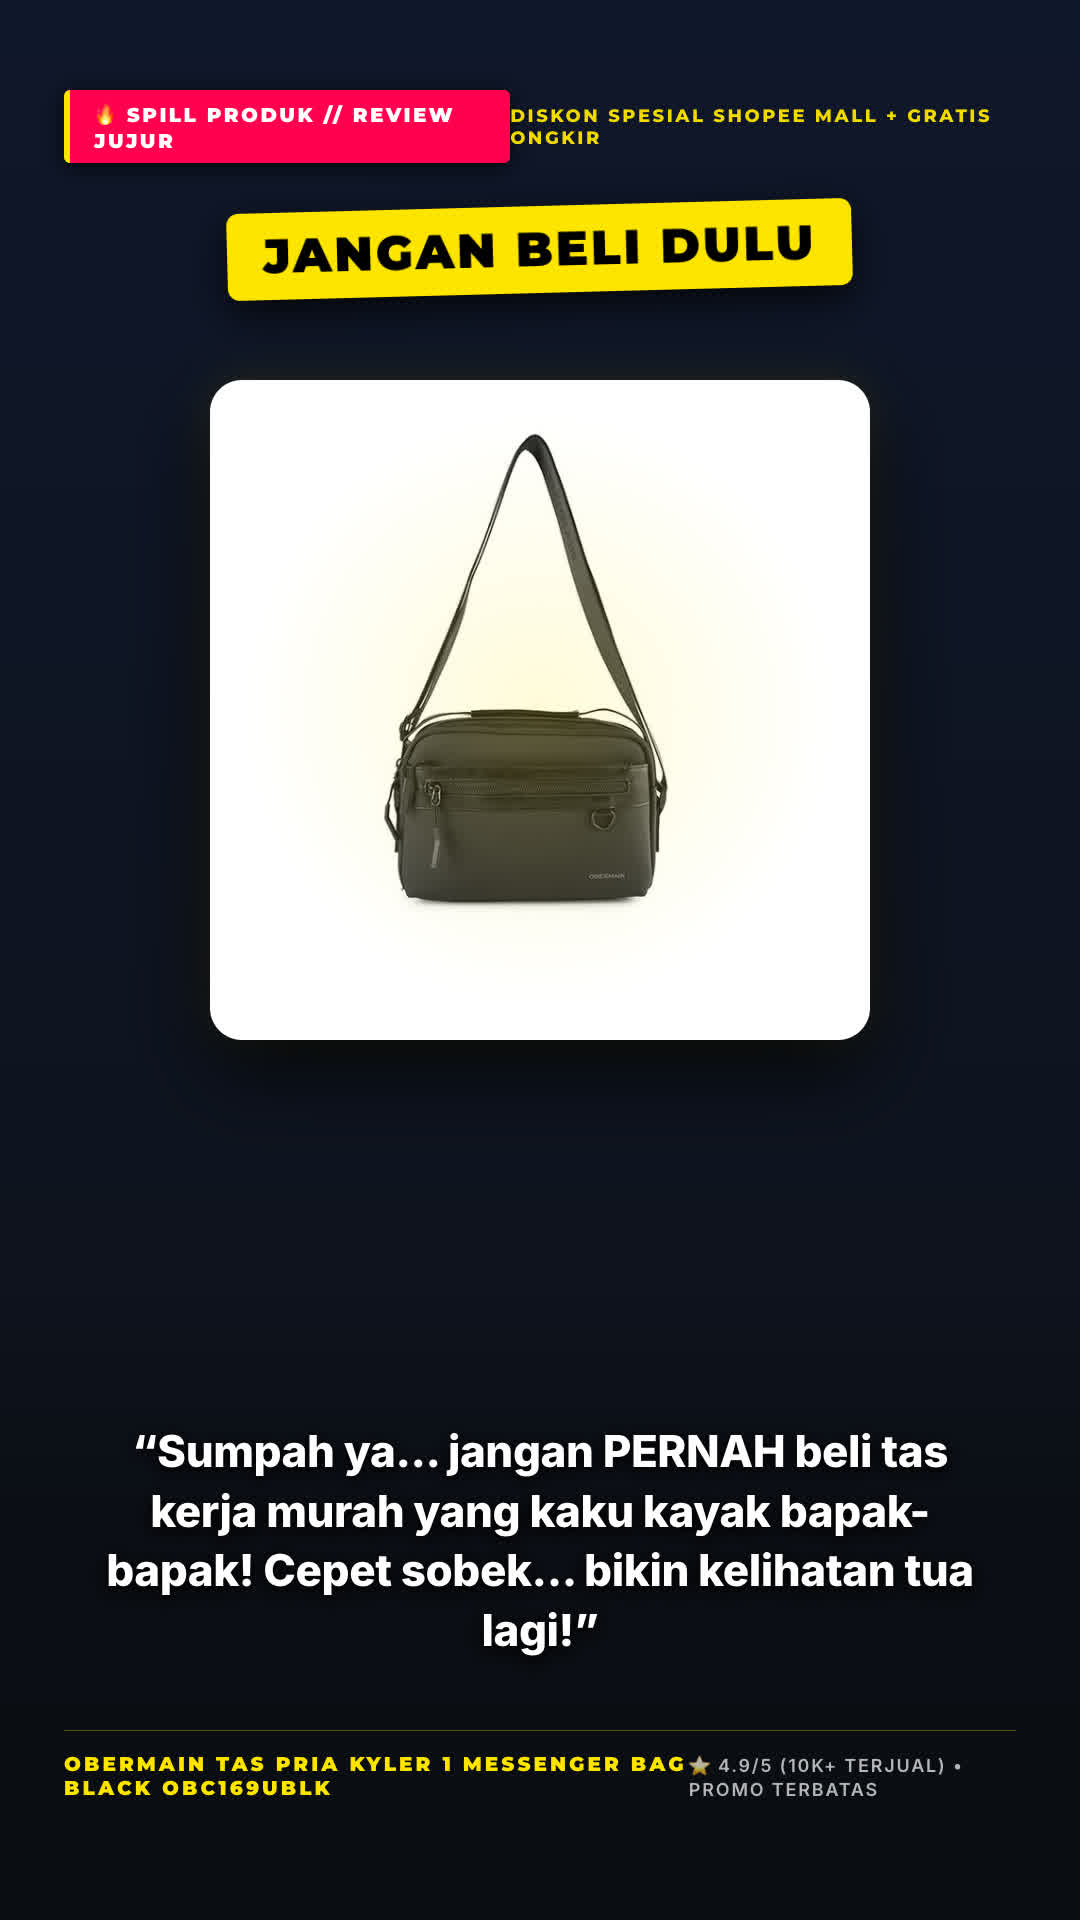 🔥 SPILL PRODUK // REVIEW
JUJUR
DISKON SPESIAL SHOPEE MALL + GRATIS
ONGKIR
JANGAN BELI DULU
OBERMAIN
“Sumpah ya... jangan PERNAH beli tas
kerja murah yang kaku kayak bapak-
bapak! Cepet sobek... bikin kelihatan tua
lagi!”
OBERMAIN TAS PRIA KYLER 1 MESSENGER BAG
BLACK OBC169UBLK
⭐ 4.9/5 (10K+ TERJUAL) •
PROMO TERBATAS